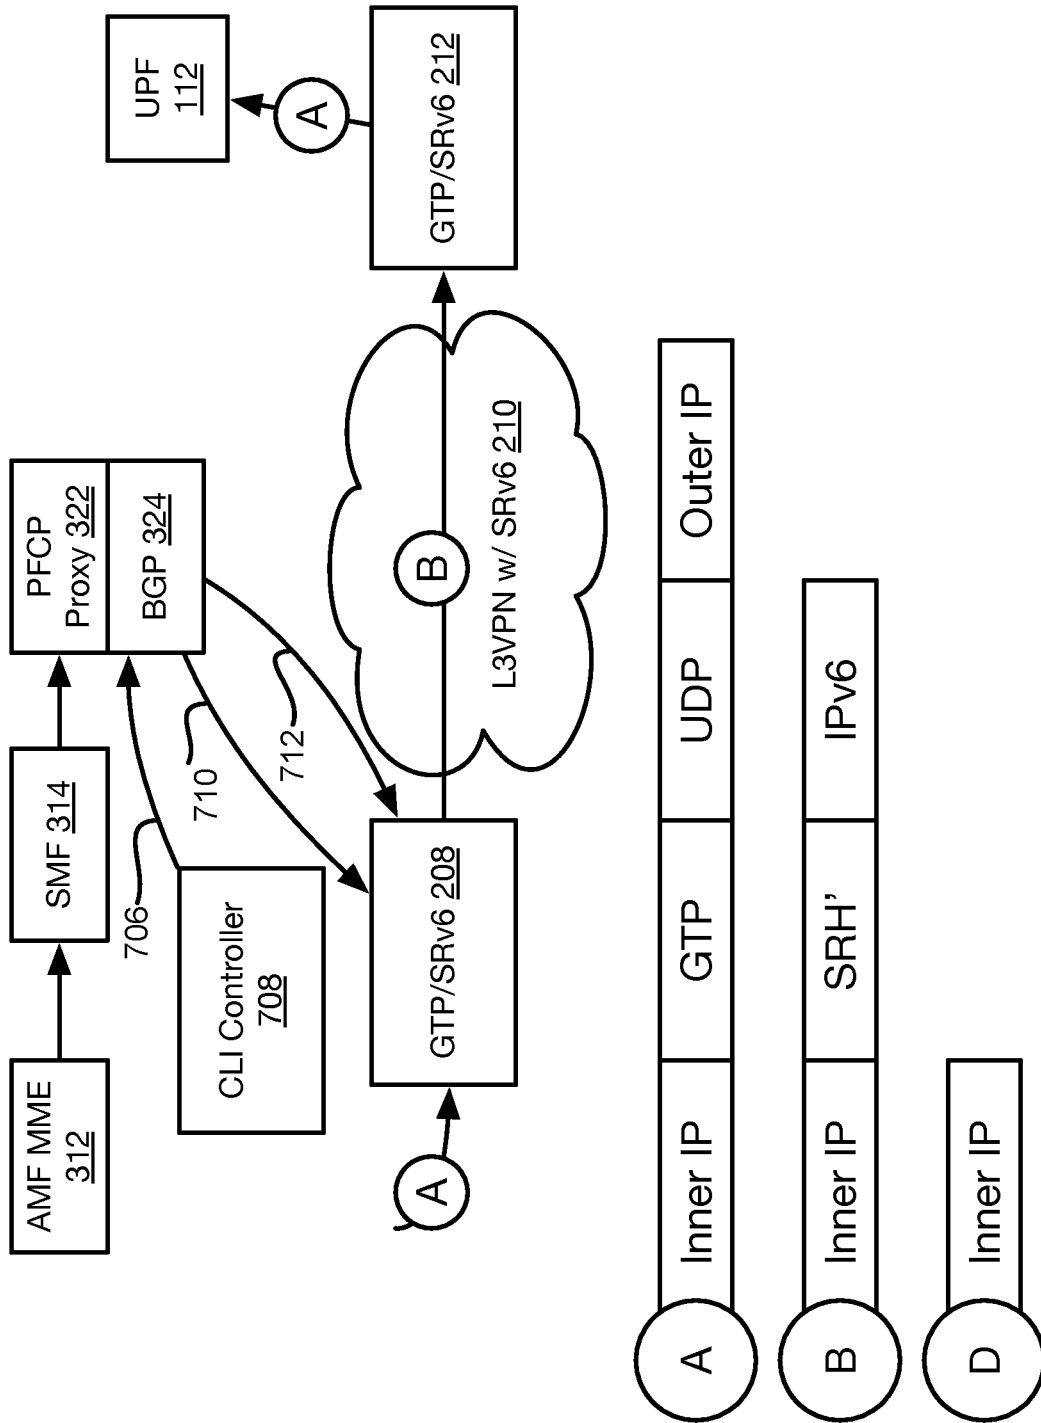 AMF MME
312
SMF 314
PFCP
Proxy 322
BGP 324
UPF
112
706
CLI Controller
708
710
712
A
A
GTP/SRv6 208
B
L3VPN w/ SRv6 210
GTP/SRv6 212
A
Inner IP
GTP
UDP
Outer IP
B
Inner IP
SRH’
IPv6
D
Inner IP